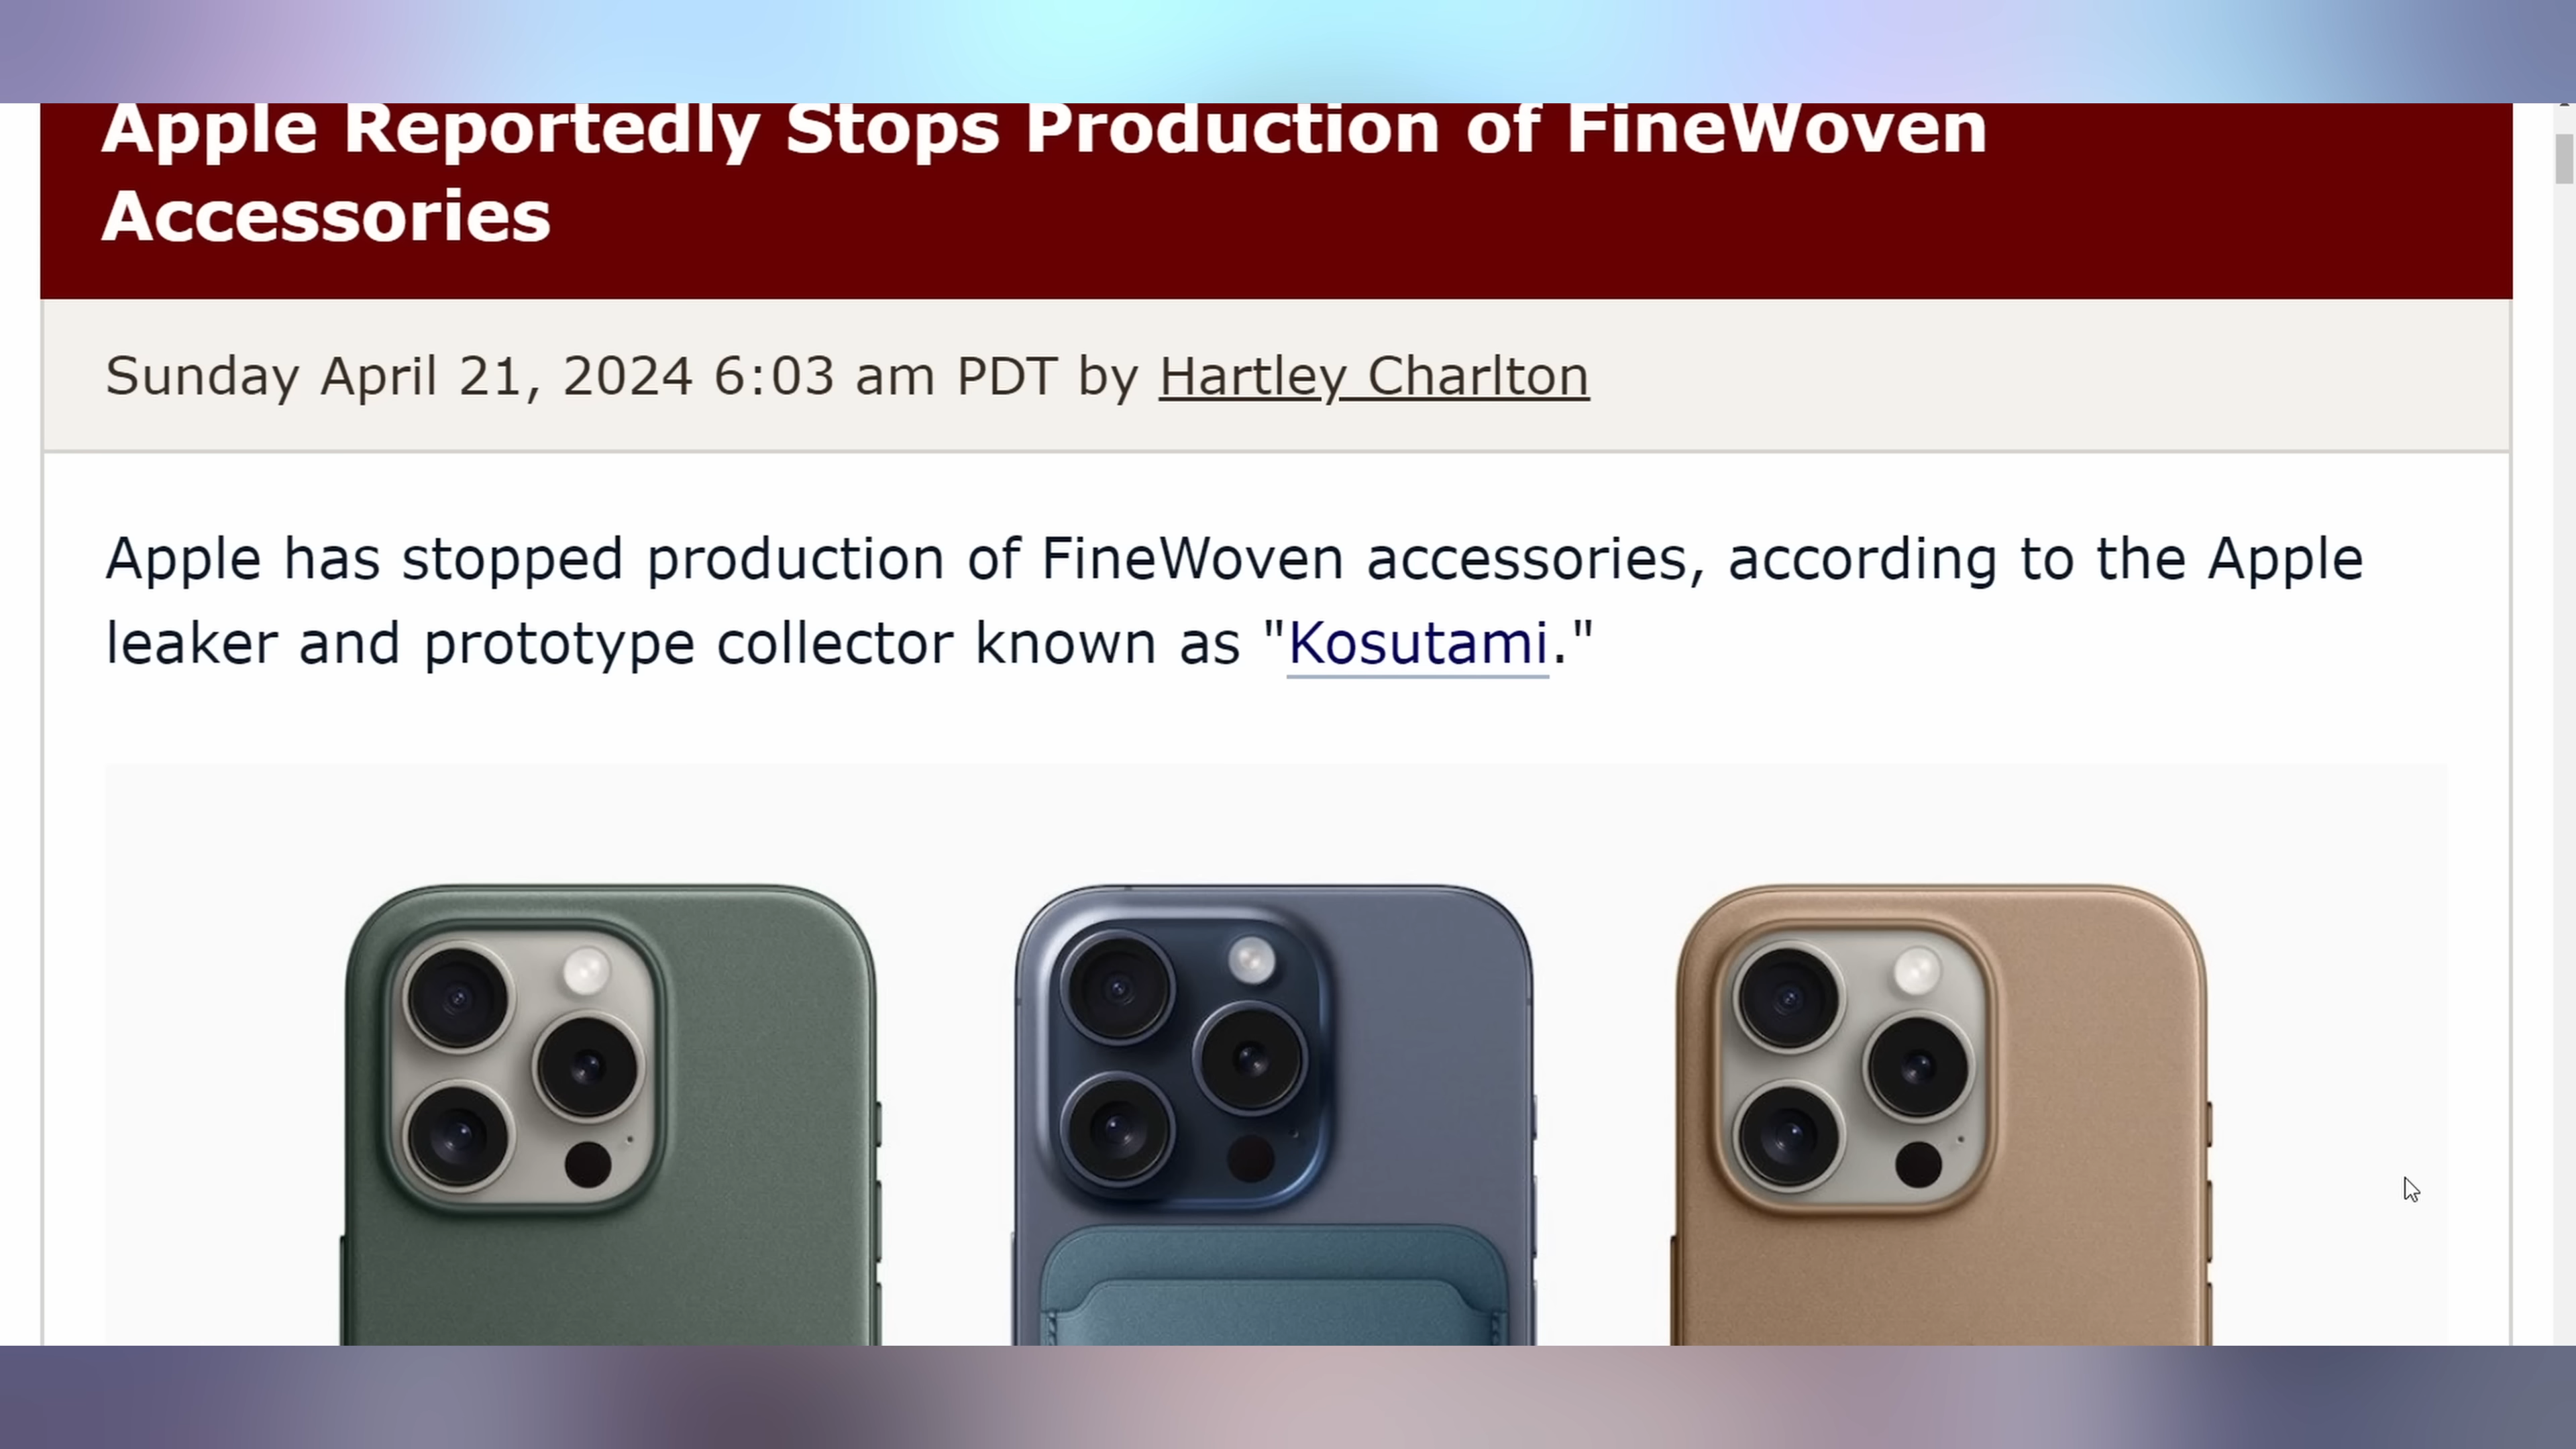 Apple Reportedly Stops Production of FineWoven
Accessories
Sunday April 21, 2024 6:03 am PDT by Hartley Charlton
Apple has stopped production of FineWoven accessories, according to the Apple
leaker and prototype collector known as "Kosutami."